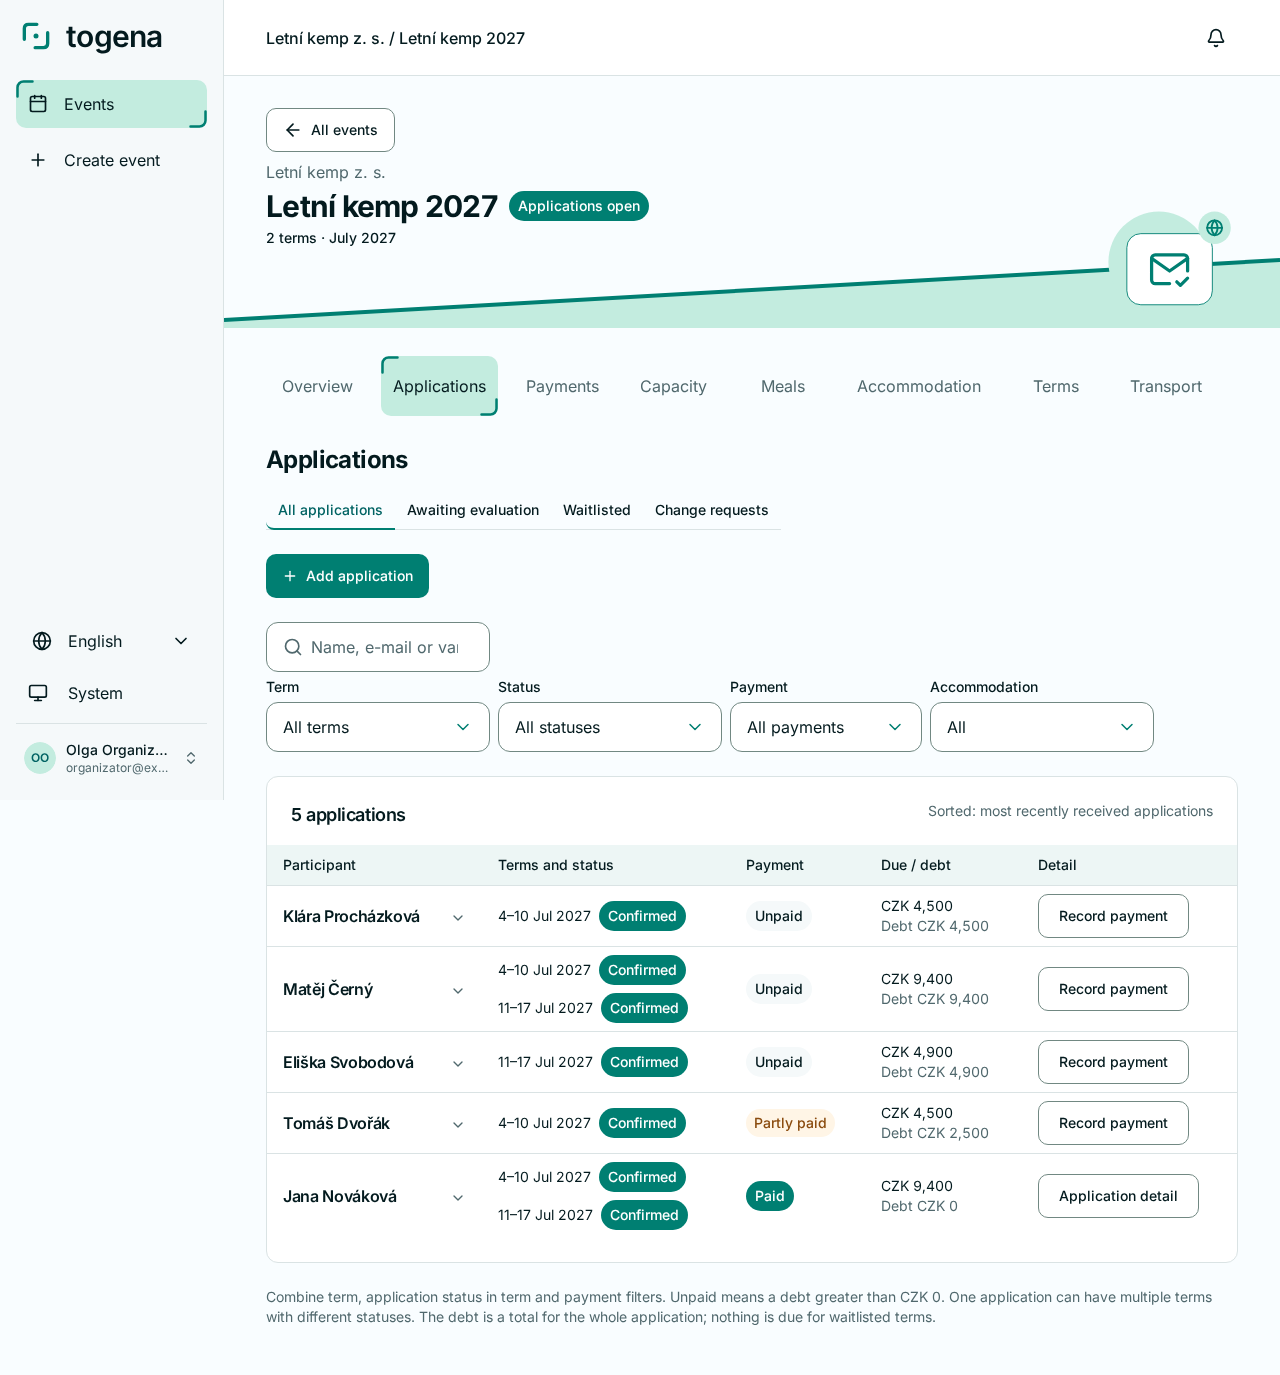 togena
Letní kemp z. s. / Letní kemp 2027
Events
Create event
All events
Letní kemp z. s.
Letní kemp 2027 Applications open
2 terms · July 2027
Overview Applications Payments Capacity Meals Accommodation Terms Transport
Applications
All applications Awaiting evaluation Waitlisted Change requests
Add application
Name, e-mail or var
Term Status Payment Accommodation
All terms All statuses All payments All
English
System
OO Olga Organiz...
organizator@ex...
5 applications Sorted: most recently received applications
Participant Terms and status Payment Due / debt Detail
Klára Procházková 4–10 Jul 2027 Confirmed Unpaid CZK 4,500 Record payment
Debt CZK 4,500
Matěj Černý 4–10 Jul 2027 Confirmed Unpaid CZK 9,400 Record payment
11–17 Jul 2027 Confirmed Debt CZK 9,400
Eliška Svobodová 11–17 Jul 2027 Confirmed Unpaid CZK 4,900 Record payment
Debt CZK 4,900
Tomáš Dvořák 4–10 Jul 2027 Confirmed Partly paid CZK 4,500 Record payment
Debt CZK 2,500
Jana Nováková 4–10 Jul 2027 Confirmed Paid CZK 9,400 Application detail
11–17 Jul 2027 Confirmed Debt CZK 0
Combine term, application status in term and payment filters. Unpaid means a debt greater than CZK 0. One application can have multiple terms
with different statuses. The debt is a total for the whole application; nothing is due for waitlisted terms.